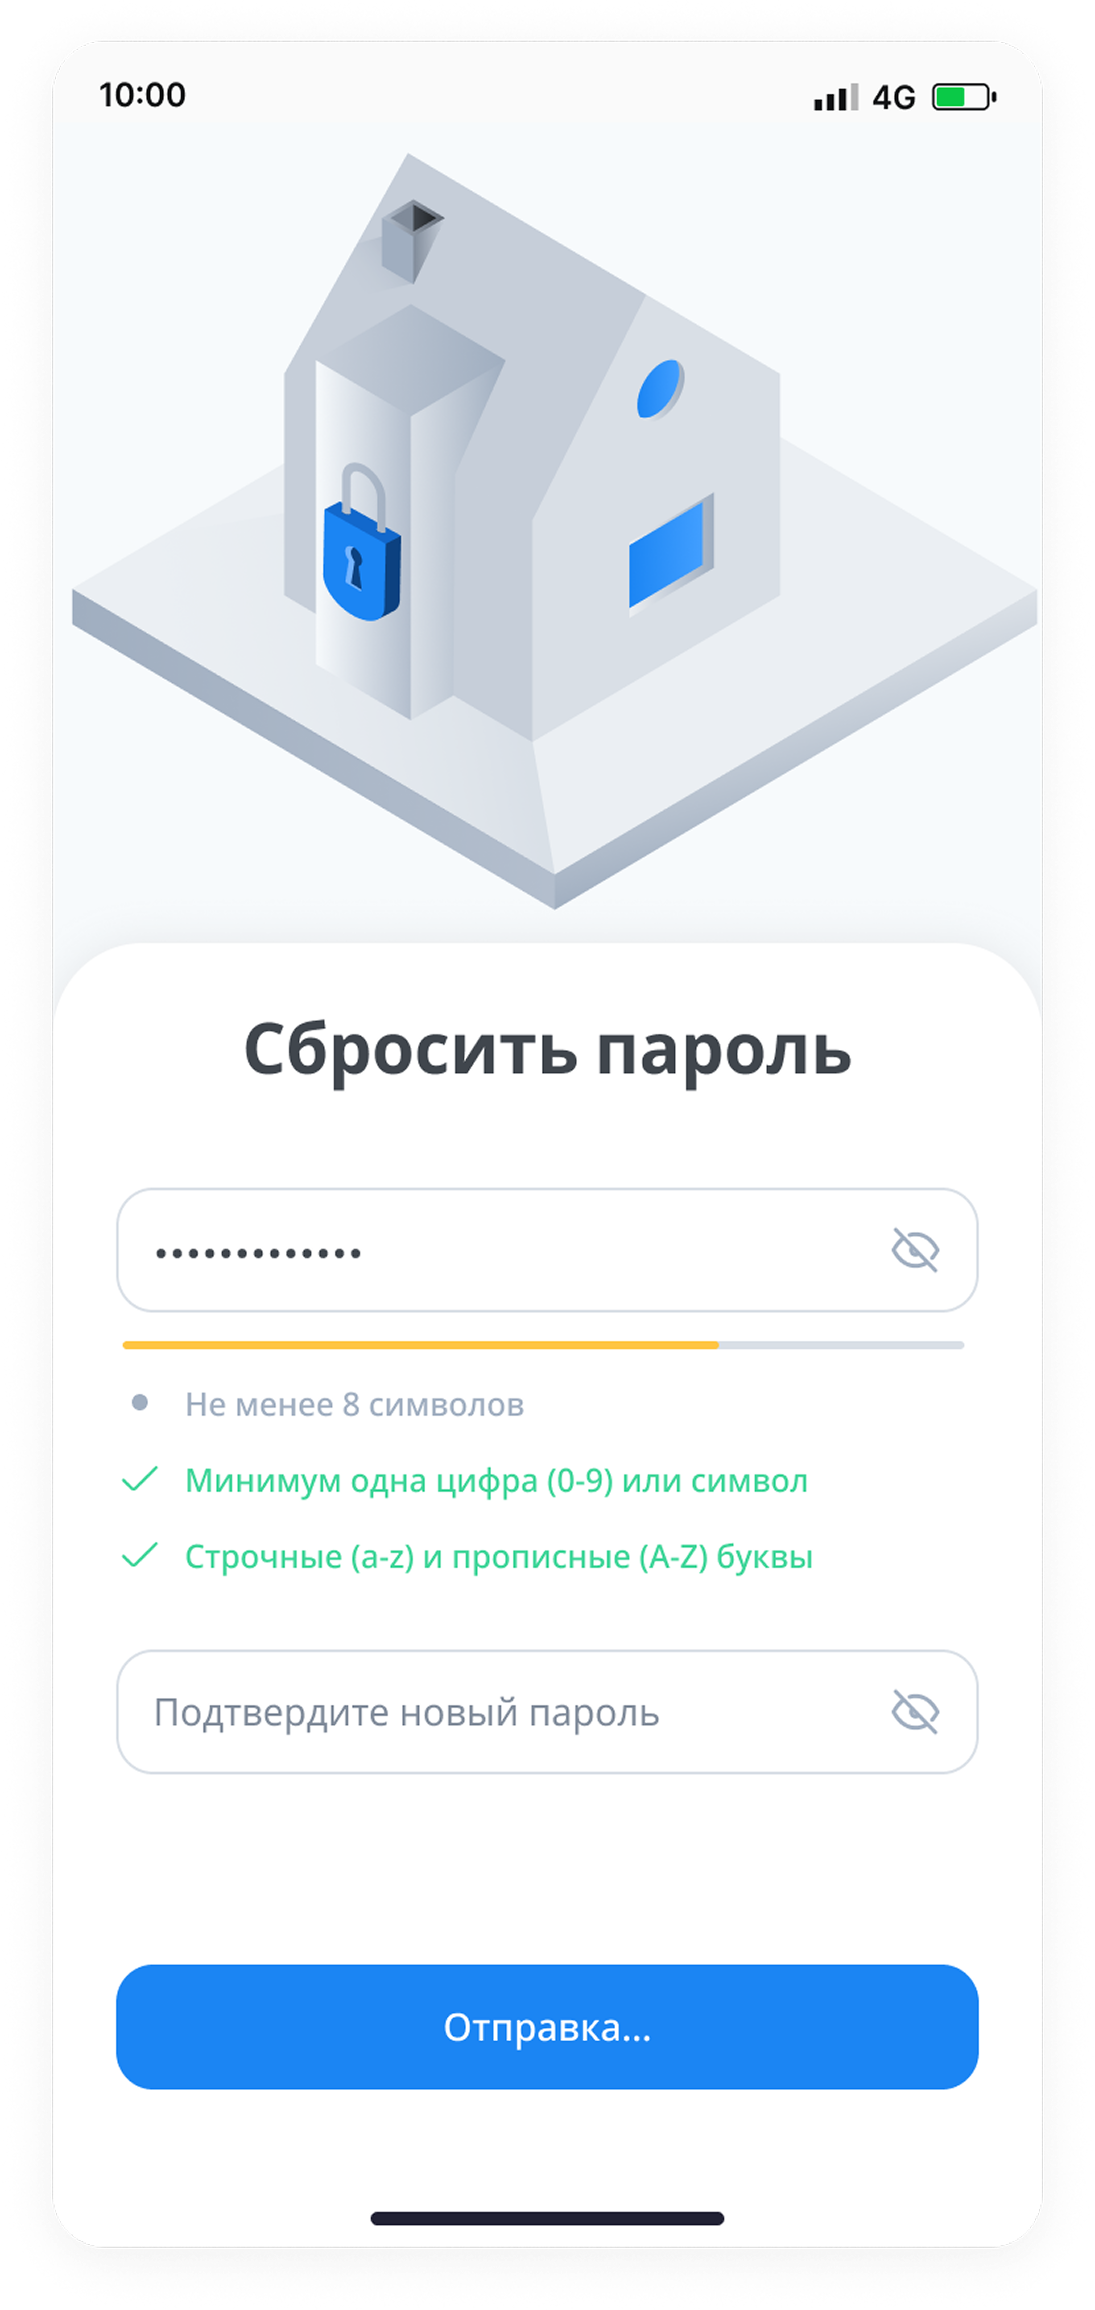 10:00
4G
Сбросить пароль
•••••••••••••
Не менее 8 символов
Минимум одна цифра (0-9) или символ
Строчные (a-z) и прописные (A-Z) буквы
Подтвердите новый пароль
Отправка...